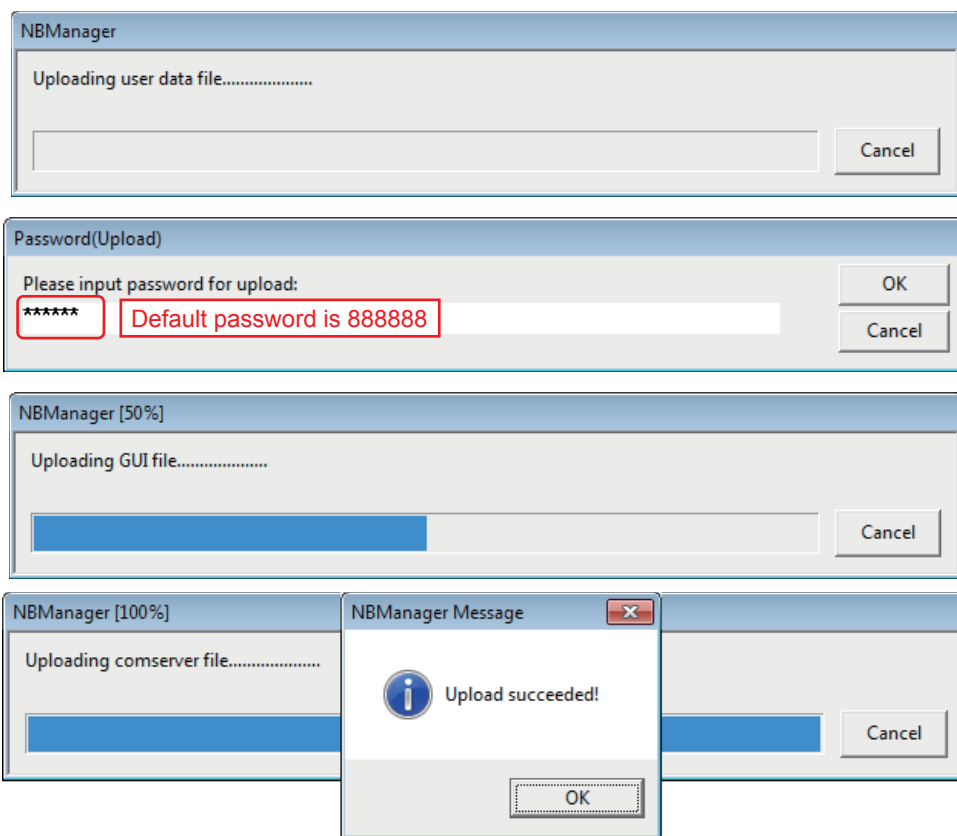 NBManager
Uploading user data file....................
Cancel
Password(Upload)
Please input password for upload:
OK
****** Default password is 888888
Cancel
NBManager [50%]
Uploading GUI file....................
Cancel
NBManager [100%]
Uploading comserver file....................
Cancel
NBManager Message
Upload succeeded!
OK